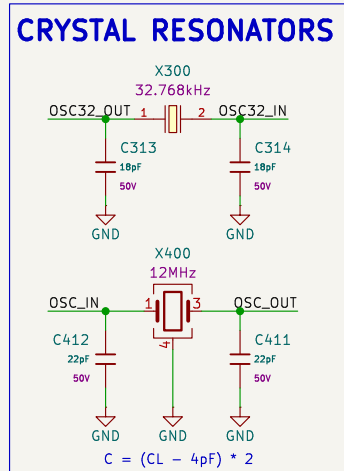 CRYSTAL RESONATORS
X300
32.768kHz
OSC32_OUT 1 2 OSC32_IN
C313 C314
18pF 18pF
50V 50V
GND GND
X400
12MHz
OSC_IN 1 3 OSC_OUT
4
C412 C411
22pF 22pF
50V 50V
GND GND GND
C = (CL - 4pF) * 2